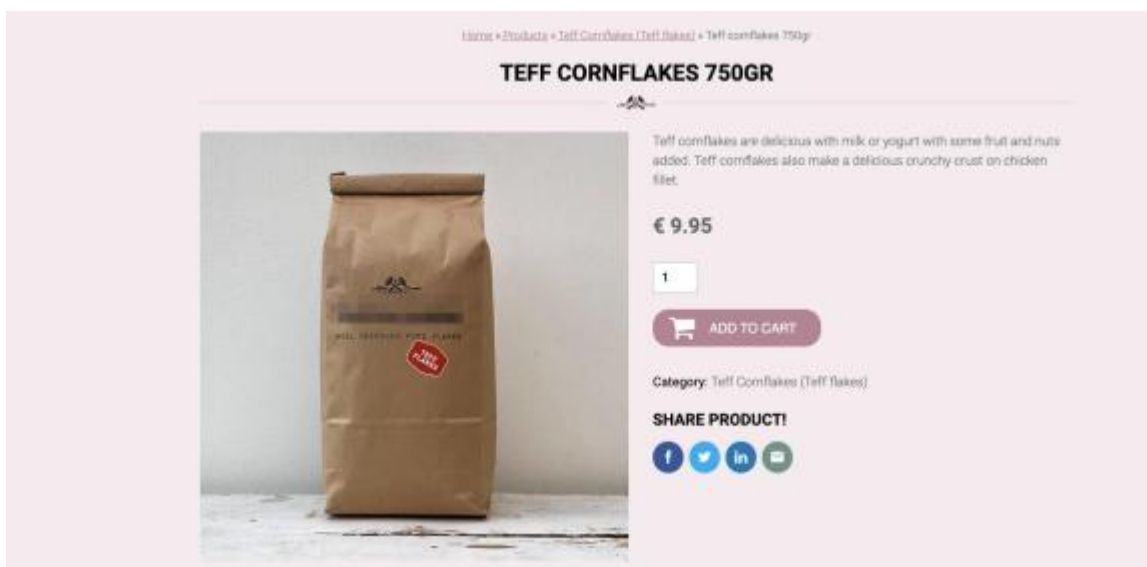 Home » Products » Teff Cornflakes (Teff flakes) » Teff cornflakes 750gr
TEFF CORNFLAKES 750GR
Teff cornflakes are delicious with milk or yogurt with some fruit and nuts
added. Teff cornflakes also make a delicious crunchy crust on chicken
fillet.
€ 9.95
1
ADD TO CART
Category: Teff Cornflakes (Teff flakes)
SHARE PRODUCT!
TEFF
FLAKES